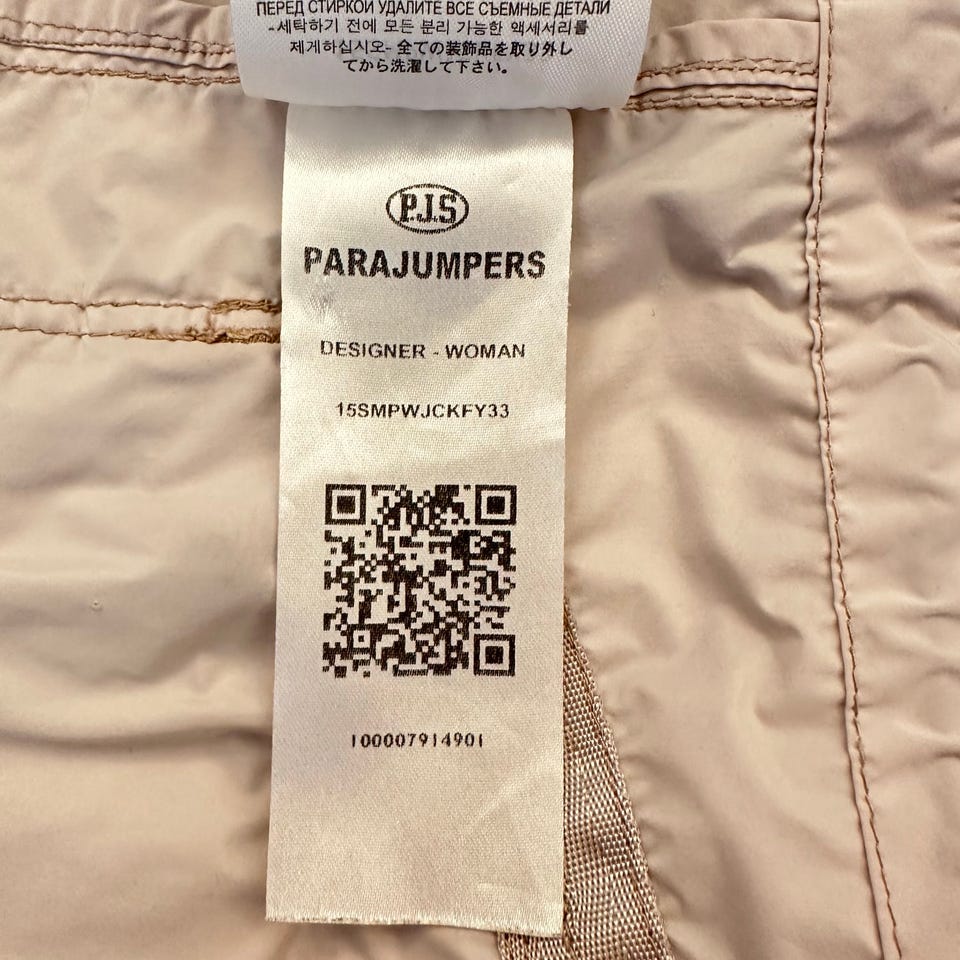 ПЕРЕД СТИРКОЙ УДАЛИТЕ ВСЕ СЪЕМНЫЕ ДЕТАЛИ
-세탁하기 전에 모든 분리 가능한 액세서리를
제게하십시오- 全ての装飾品を取り外し
てから洗濯して下さい。
P.J.S
PARAJUMPERS
DESIGNER - WOMAN
15SMPWJCKFY33
100007914901